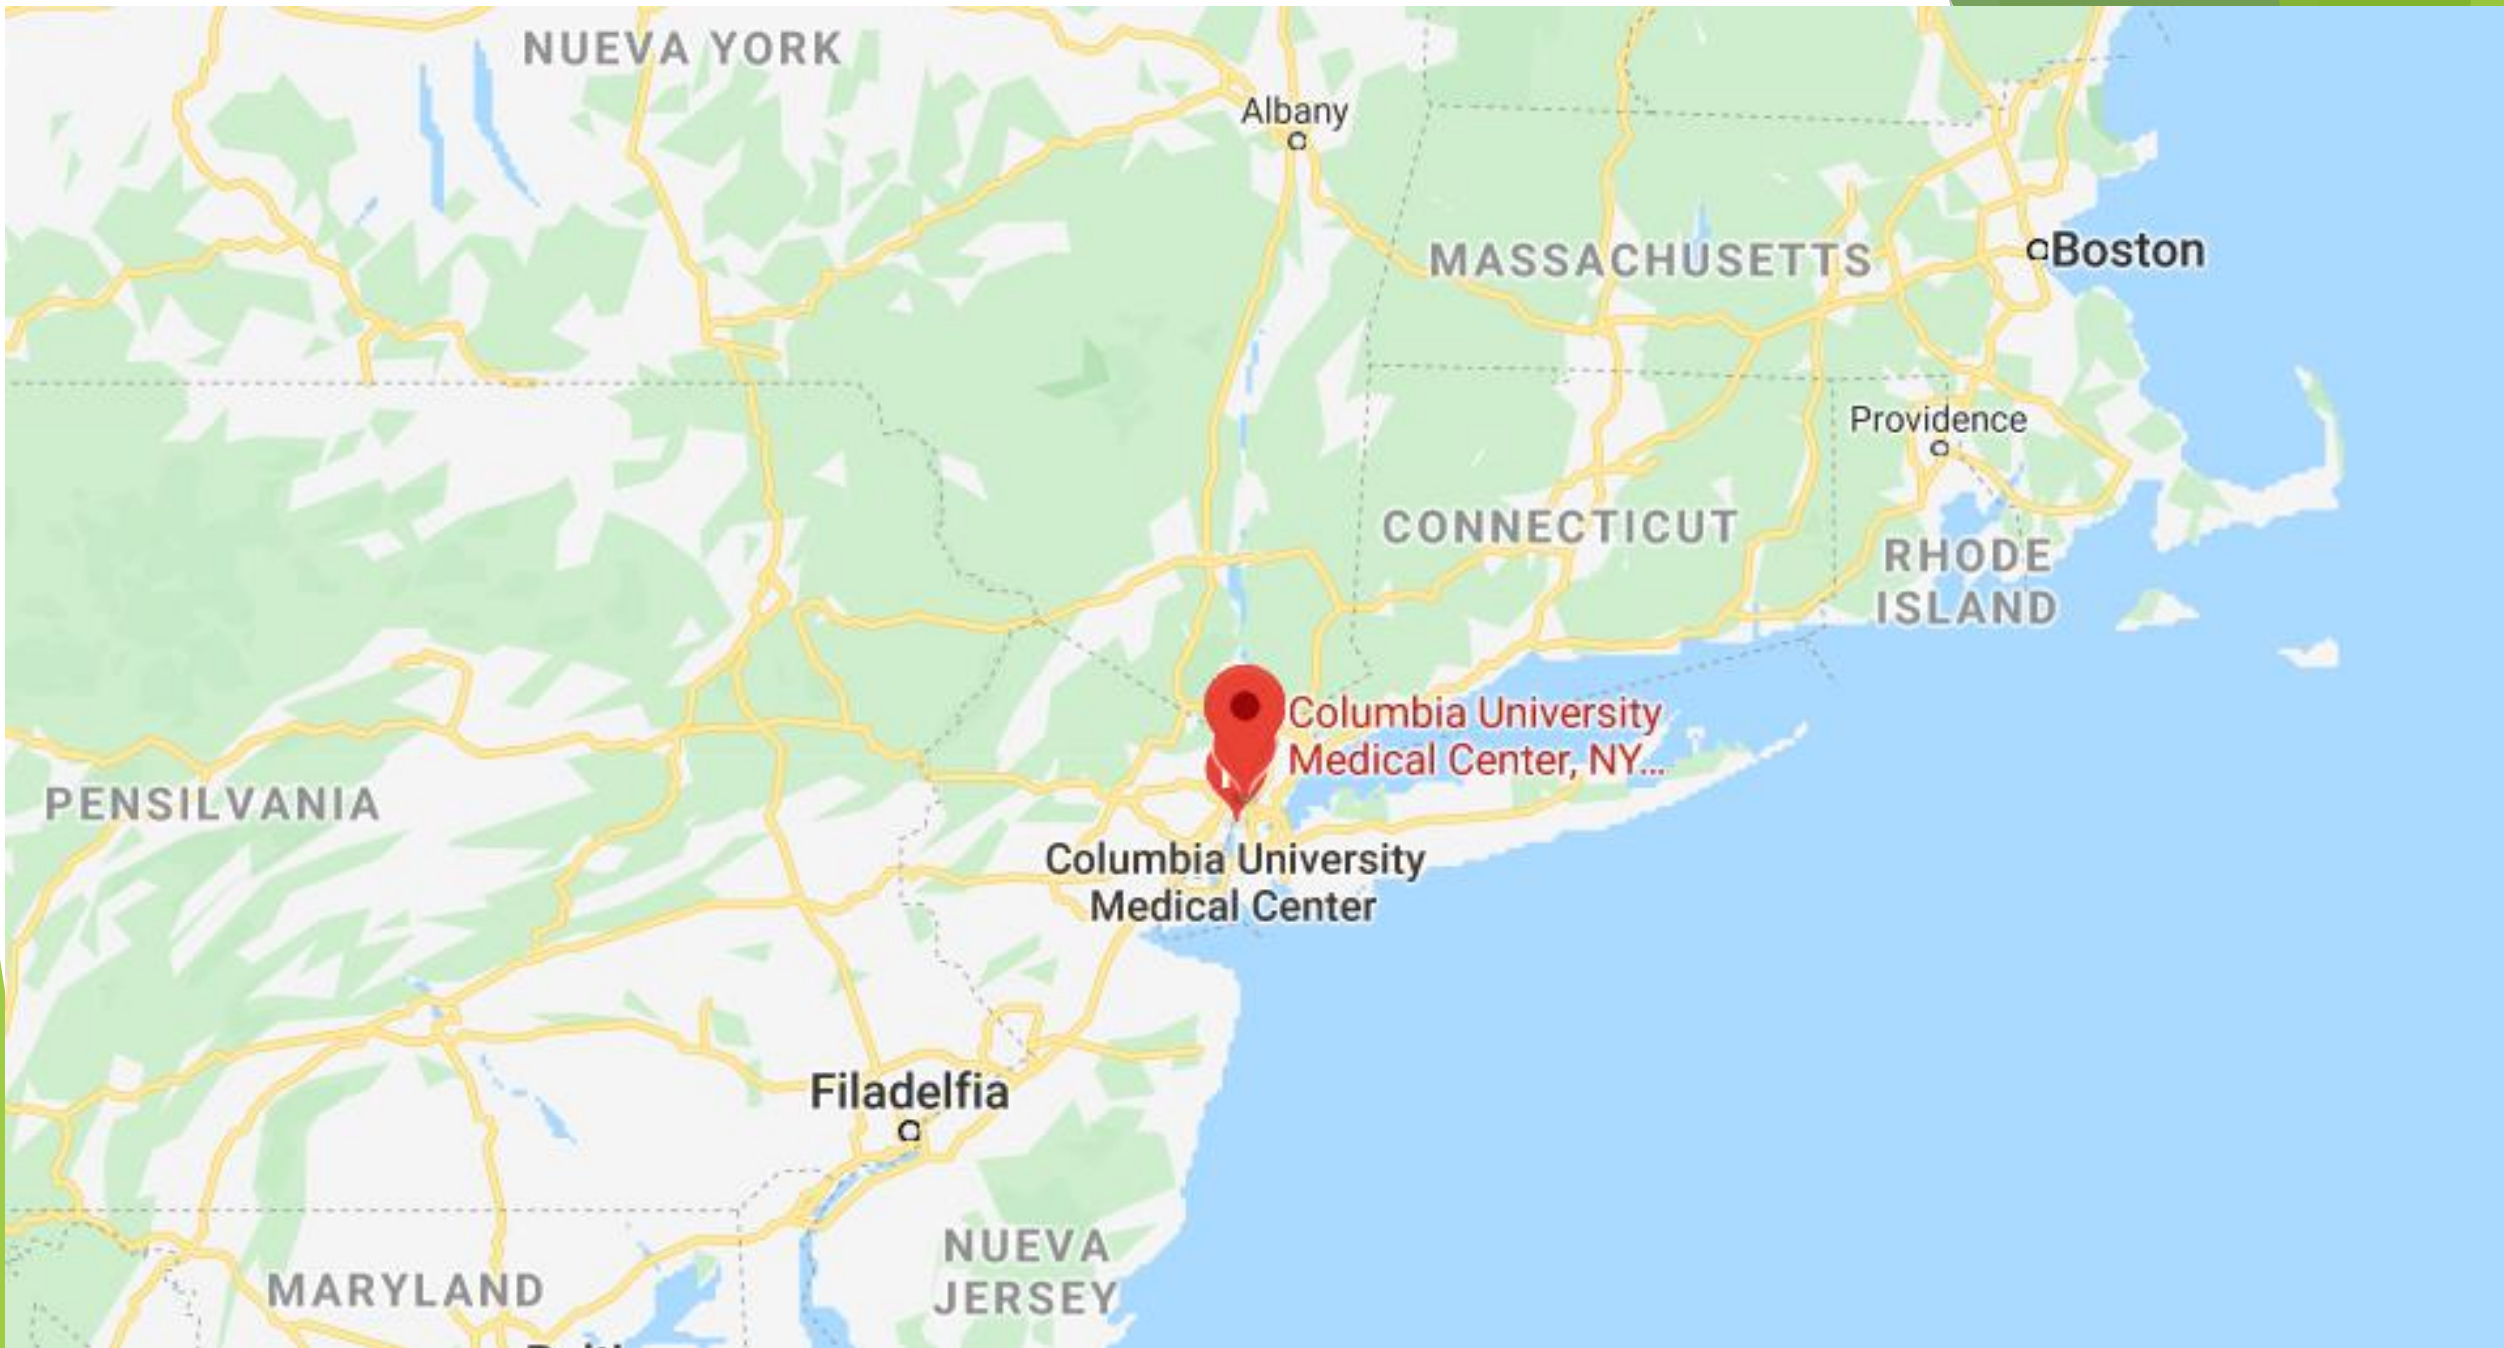 NUEVA YORK
Albany
MASSACHUSETTS
Boston
Providence
CONNECTICUT
RHODE
ISLAND
Columbia University
Medical Center, NY...
PENSILVANIA
Columbia University
Medical Center
Filadelfia
NUEVA
JERSEY
MARYLAND